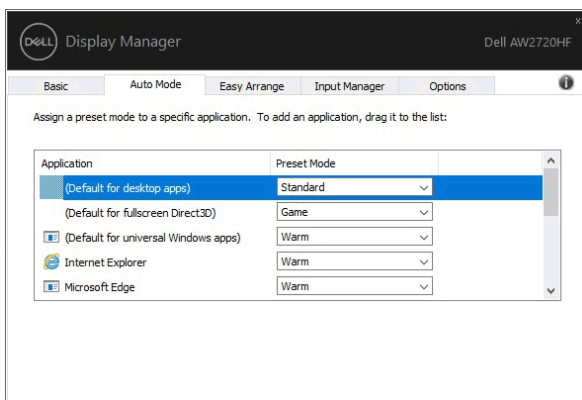 x
DELL Display Manager Dell AW2720HF
Basic Auto Mode Easy Arrange Input Manager Options i
Assign a preset mode to a specific application. To add an application, drag it to the list:
Application Preset Mode
(Default for desktop apps) Standard
(Default for fullscreen Direct3D) Game
(Default for universal Windows apps) Warm
Internet Explorer Warm
Microsoft Edge Warm